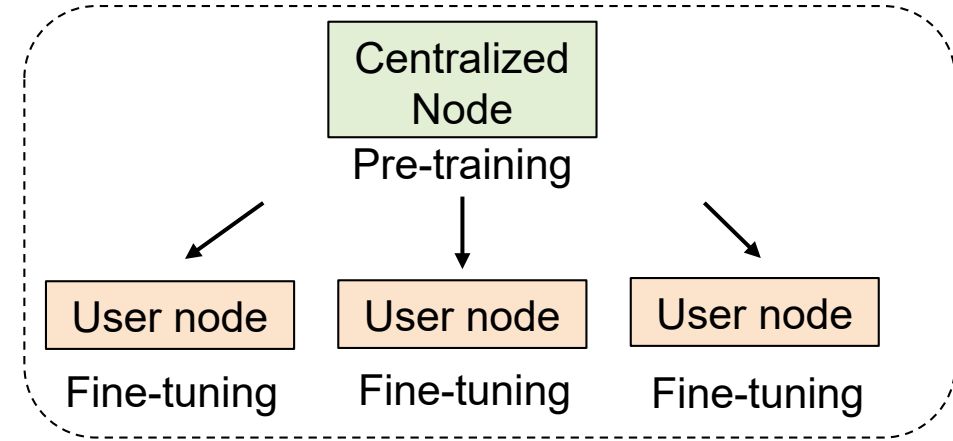 Centralized
Node
Pre-training
User node
User node
User node
Fine-tuning
Fine-tuning
Fine-tuning